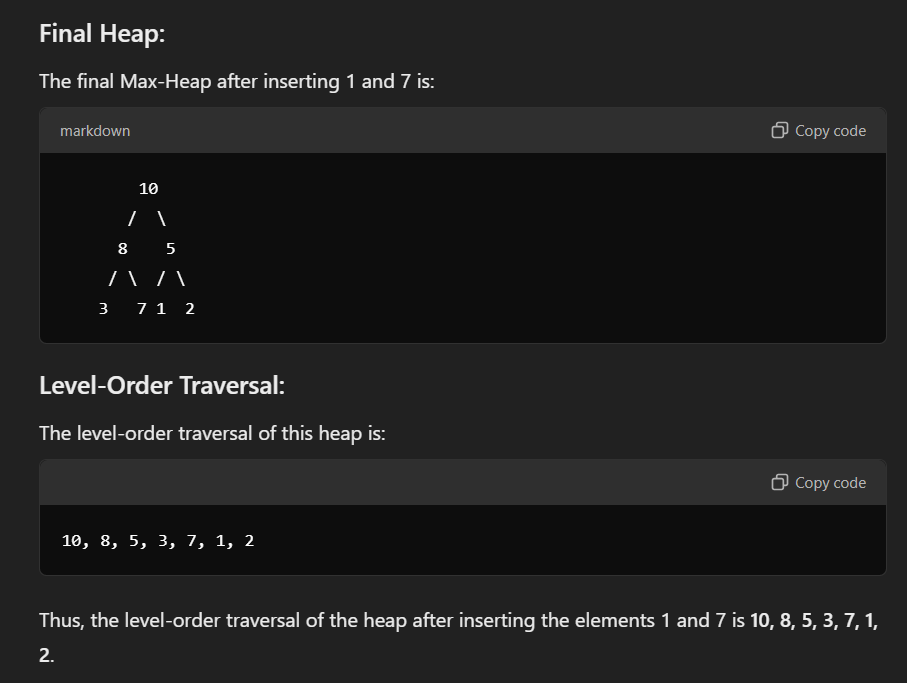 Final Heap:
The final Max-Heap after inserting 1 and 7 is:
markdown Copy code
10
/ \
8 5
/ \ / \
3 7 1 2
Level-Order Traversal:
The level-order traversal of this heap is:
Copy code
10, 8, 5, 3, 7, 1, 2
Thus, the level-order traversal of the heap after inserting the elements 1 and 7 is 10, 8, 5, 3, 7, 1,
2.